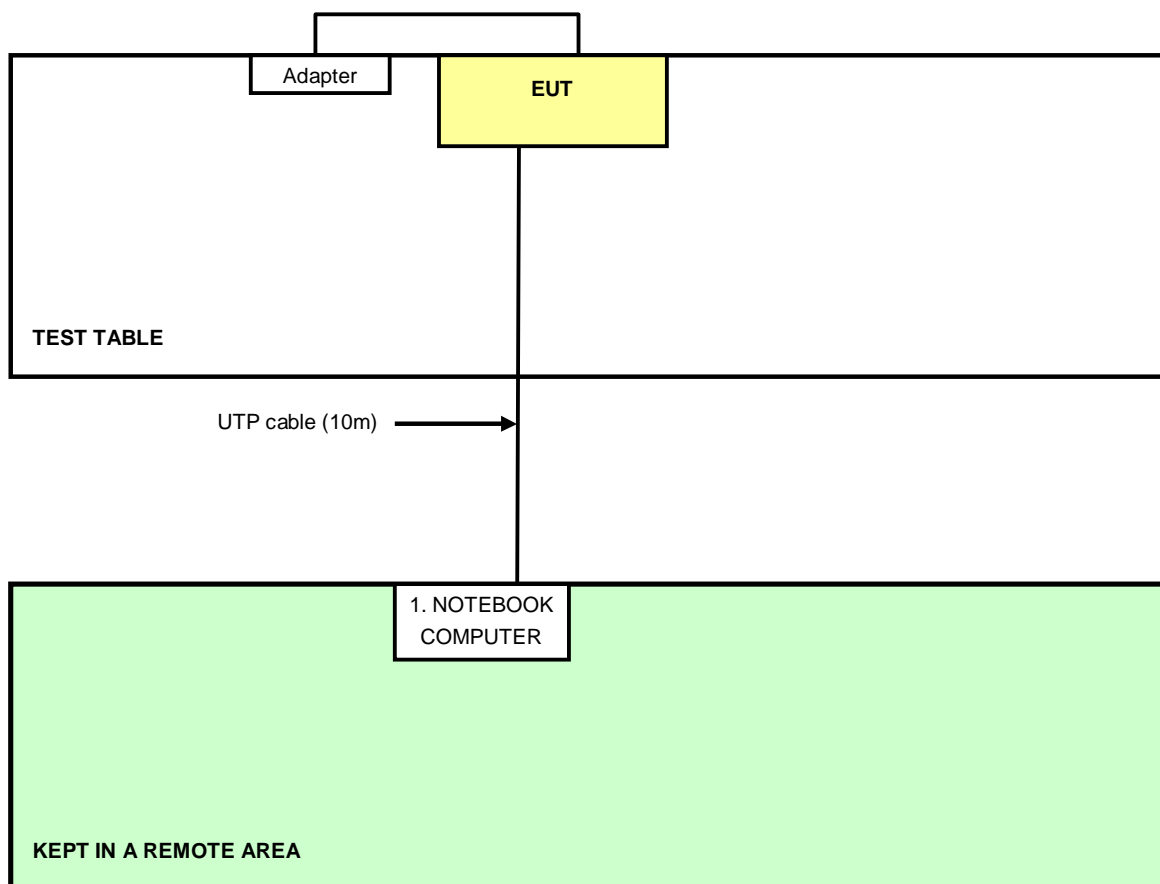 Adapter
EUT
TEST TABLE
UTP cable (10m)
1. NOTEBOOK
COMPUTER
KEPT IN A REMOTE AREA